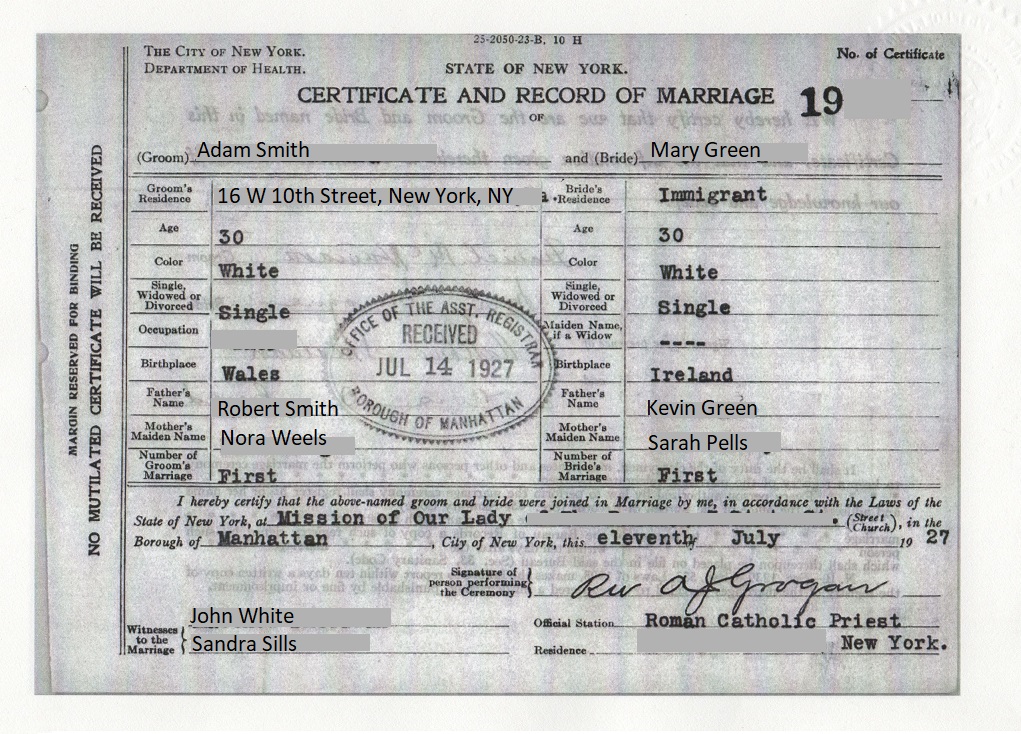 25-2050-23-B. 10 H
THE CITY OF NEW YORK.
DEPARTMENT OF HEALTH.
STATE OF NEW YORK.
No. of Certificate
CERTIFICATE AND RECORD OF MARRIAGE
19
OF
(Groom) Adam Smith and (Bride) Mary Green
Groom's Residence 16 W 10th Street, New York, NY Bride's Residence Immigrant
Age 30 Age 30
Color White Color White
Single, Widowed or Divorced Single Single, Widowed or Divorced Single
Occupation Maiden Name, if a Widow ----
Birthplace Wales Birthplace Ireland
Father's Name Robert Smith Father's Name Kevin Green
Mother's Maiden Name Nora Weels Mother's Maiden Name Sarah Pells
Number of Groom's Marriage First Number of Bride's Marriage First
OFFICE OF THE ASST. REGISTRAR
RECEIVED
JUL 14 1927
BOROUGH OF MANHATTAN
I hereby certify that the above-named groom and bride were joined in Marriage by me, in accordance with the Laws of the
State of New York, at Mission of Our Lady (Street Church), in the
Borough of Manhattan, City of New York, this eleventh July 1927
Signature of person performing the Ceremony Rev A J Grogan
Witnesses to the Marriage John White
Sandra Sills
Official Station Roman Catholic Priest
Residence New York.
MARGIN RESERVED FOR BINDING
NO MUTILATED CERTIFICATE WILL BE RECEIVED